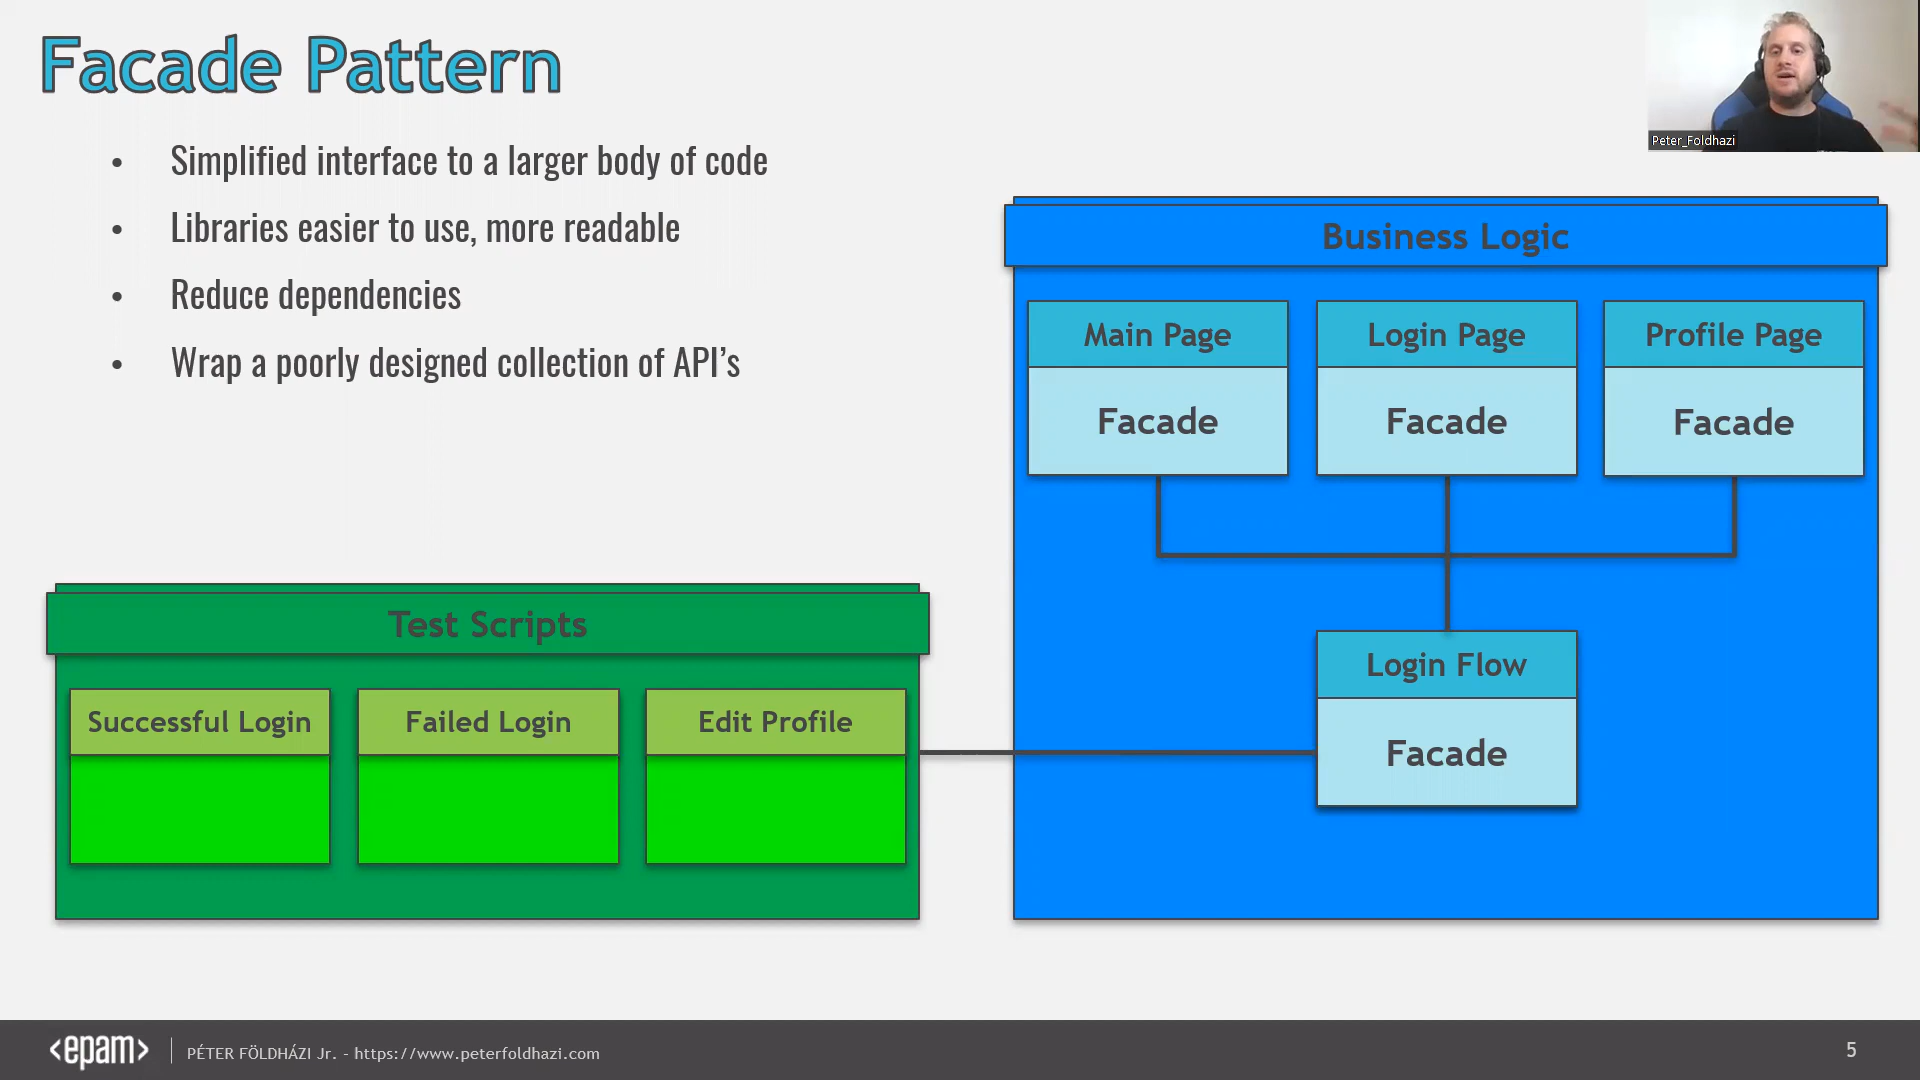 Facade Pattern
• Simplified interface to a larger body of code
• Libraries easier to use, more readable
• Reduce dependencies
• Wrap a poorly designed collection of API’s
Peter_Foldhazi
Business Logic
Main Page
Login Page
Profile Page
Facade
Facade
Facade
Login Flow
Facade
Test Scripts
Successful Login
Failed Login
Edit Profile
<epam>
PÉTER FÖLDHÁZI Jr. - https://www.peterfoldhazi.com
5